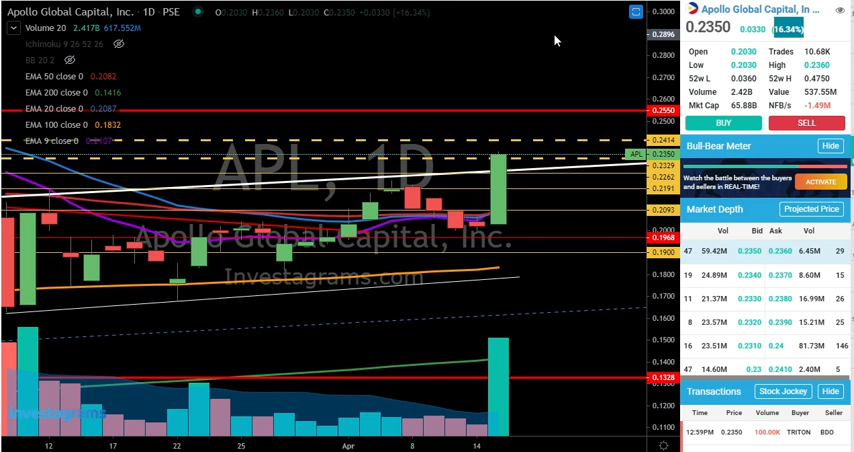 Apollo Global Capital, Inc. · 1D · PSE
O0.2030 H0.2360 L0.2030 C0.2350 +0.0330 (+16.34%)
Volume 20 2.417B 617.552M
Ichimoku 9 26 52 26
BB 20 2
EMA 50 close 0 0.2082
EMA 200 close 0 0.1416
EMA 20 close 0 0.2087
EMA 100 close 0 0.1832
EMA 9 close 0 0.2107
APL, 1D
Apollo Global Capital, Inc.
Investagrams.com
Investagrams
0.3000
0.2896
0.2800
0.2700
0.2600
0.2550
0.2500
0.2414
APL 0.2350
0.2329
0.2262
0.2191
0.2093
0.1968
0.1900
0.1800
0.1700
0.1600
0.1500
0.1400
0.1328
0.1200
0.1100
12 17 22 25 Apr 8 14
Apollo Global Capital, In ...
0.2350 0.0330 (16.34%)
Open 0.2030 Trades 10.68K
Low 0.2030 High 0.2360
52w L 0.0360 52w H 0.4750
Volume 2.42B Value 537.55M
Mkt Cap 65.88B NFB/s -1.49M
BUY SELL
Bull-Bear Meter Hide
Watch the battle between the buyers
and sellers in REAL-TIME! ACTIVATE
Market Depth Projected Price
Vol Bid Ask Vol
47 59.42M 0.2350 0.2360 6.45M 29
19 24.89M 0.2340 0.2370 8.60M 15
11 21.37M 0.2330 0.2380 16.99M 26
8 23.57M 0.2320 0.2390 15.21M 25
16 23.51M 0.2310 0.24 81.73M 146
47 14.60M 0.23 0.2410 2.40M 5
Transactions Stock Jockey Hide
Time Price Volume Buyer Seller
12:59PM 0.2350 100.00K TRITON BDO